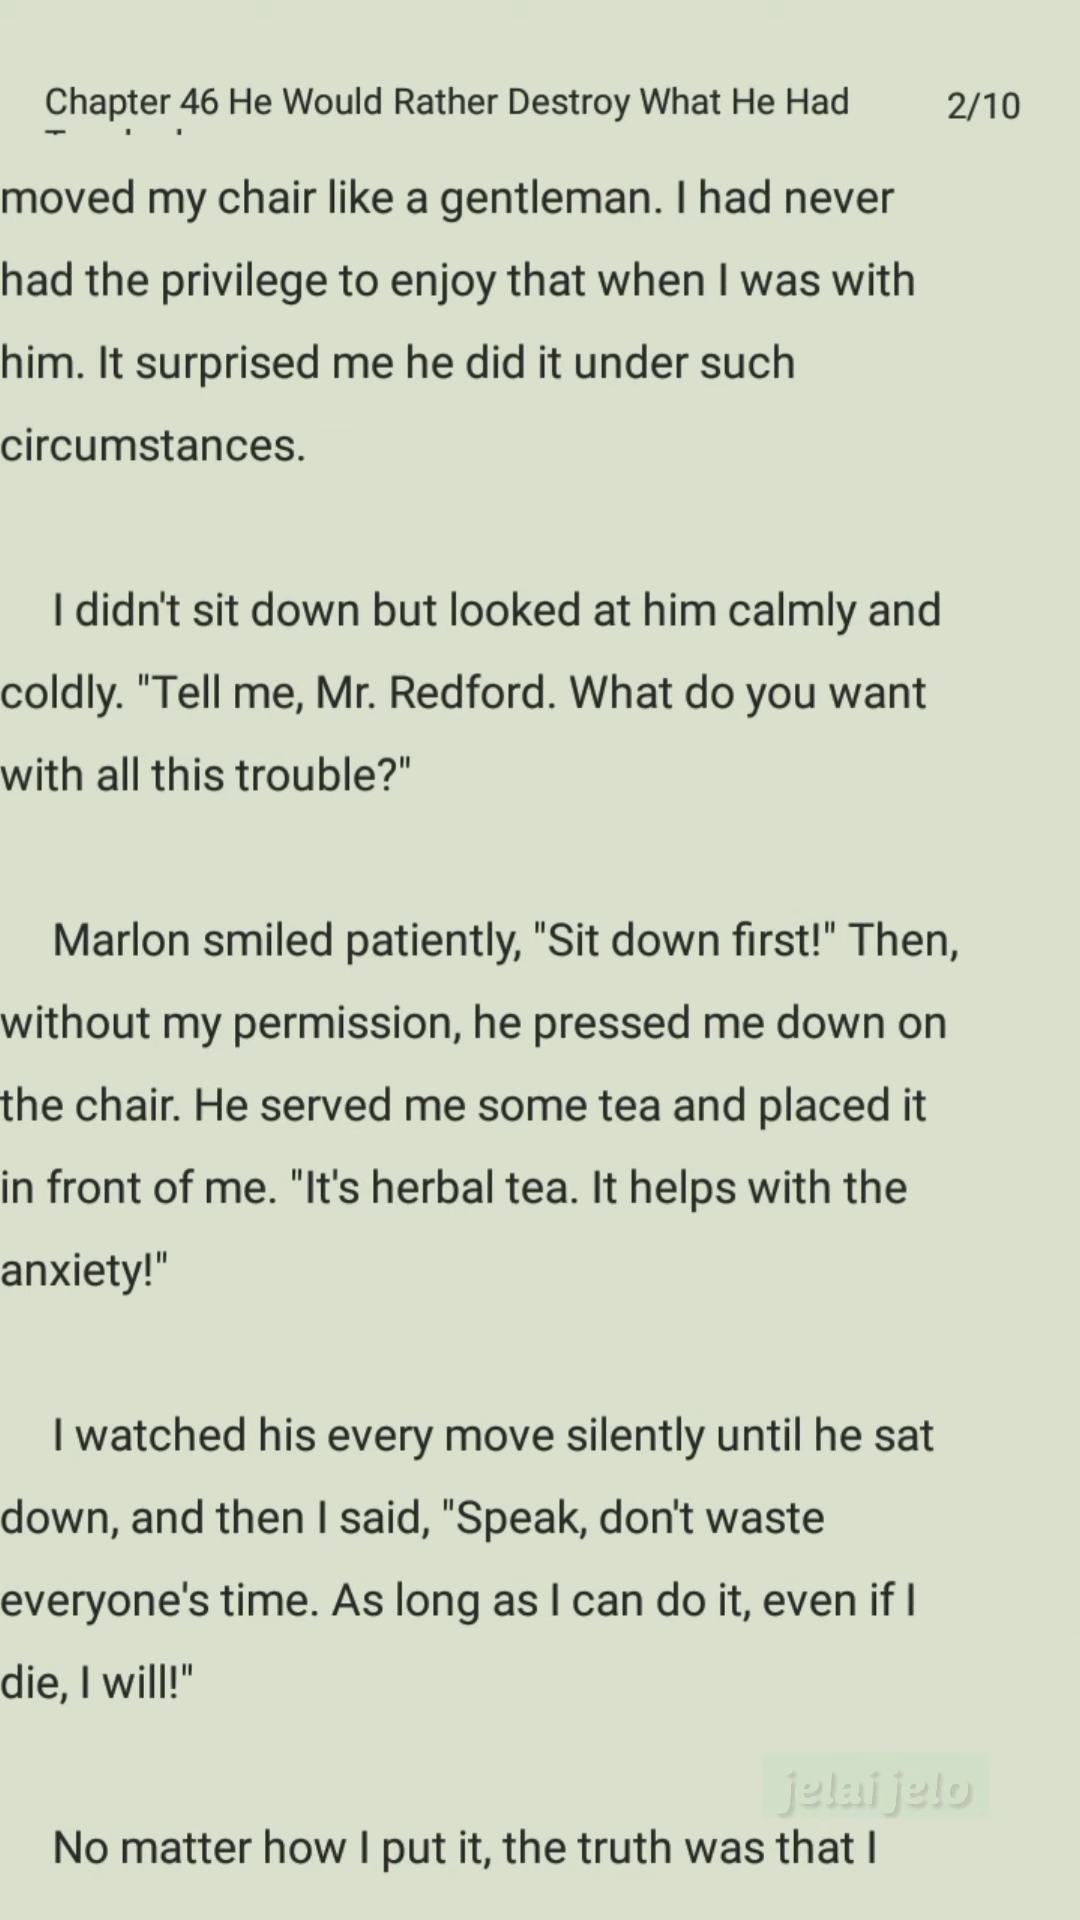 Chapter 46 He Would Rather Destroy What He Had
2/10
moved my chair like a gentleman. I had never
had the privilege to enjoy that when I was with
him. It surprised me he did it under such
circumstances.
I didn't sit down but looked at him calmly and
coldly. "Tell me, Mr. Redford. What do you want
with all this trouble?"
Marlon smiled patiently, "Sit down first!" Then,
without my permission, he pressed me down on
the chair. He served me some tea and placed it
in front of me. "It's herbal tea. It helps with the
anxiety!"
I watched his every move silently until he sat
down, and then I said, "Speak, don't waste
everyone's time. As long as I can do it, even if I
die, I will!"
jelai jelo
No matter how I put it, the truth was that I